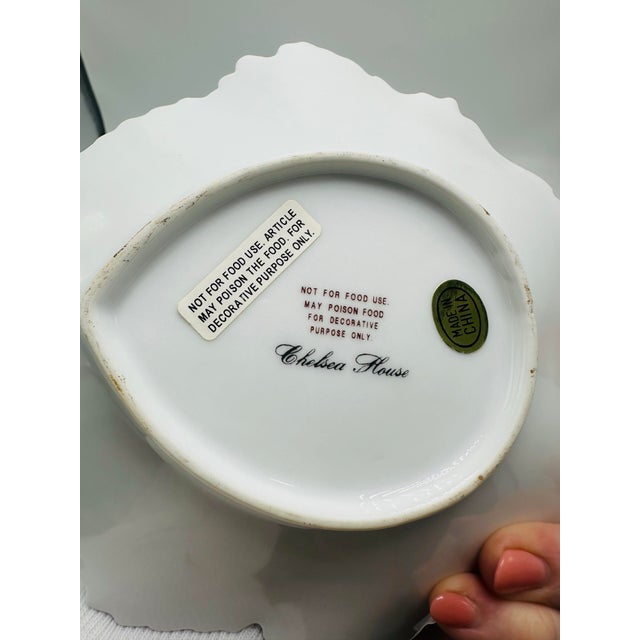 NOT FOR FOOD USE. ARTICLE
MAY POISON THE FOOD. FOR
DECORATIVE PURPOSE ONLY.
NOT FOR FOOD USE.
MAY POISON FOOD
FOR DECORATIVE
PURPOSE ONLY
Chelsea House
MADE IN
CHINA